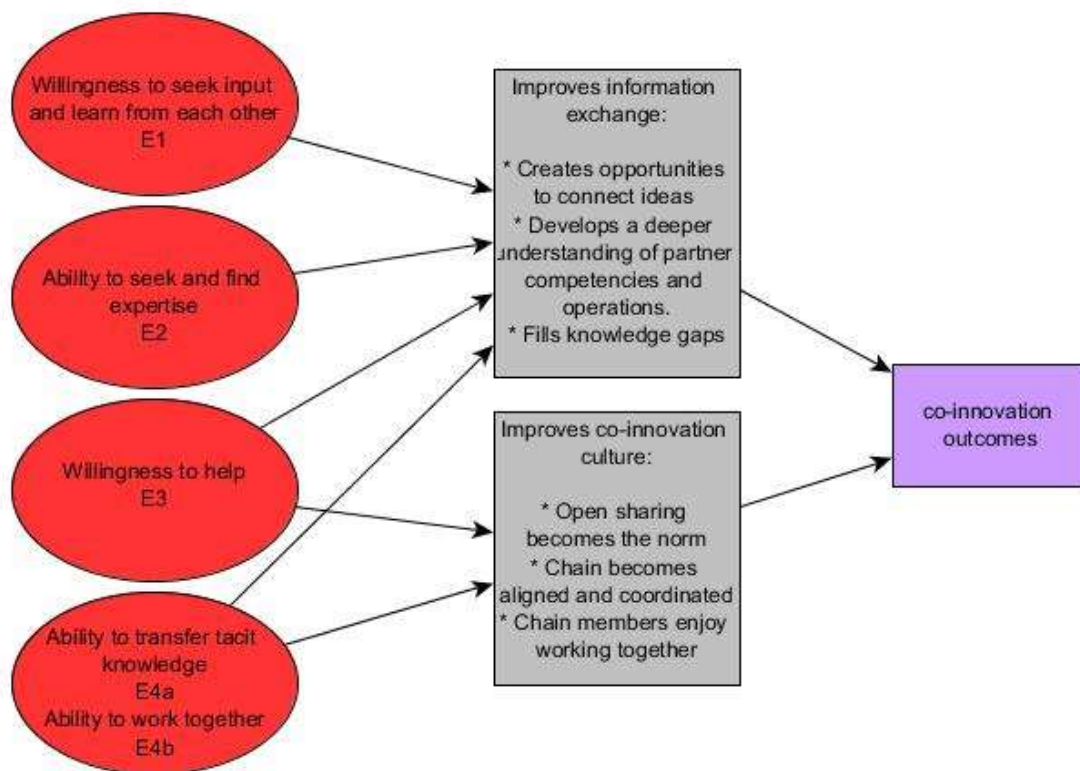 Willingness to seek input
and learn from each other
E1
Ability to seek and find
expertise
E2
Willingness to help
E3
Ability to transfer tacit
knowledge
E4a
Ability to work together
E4b
Improves information
exchange:
* Creates opportunities
to connect ideas
* Develops a deeper
understanding of partner
competencies and
operations.
* Fills knowledge gaps
Improves co-innovation
culture:
* Open sharing
becomes the norm
* Chain becomes
aligned and coordinated
* Chain members enjoy
working together
co-innovation
outcomes